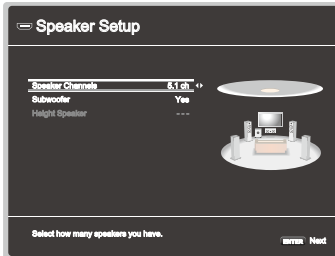 Speaker Setup
Speaker Channels 5.1 ch
Subwoofer Yes
Height Speaker ---
Select how many speakers you have.
ENTER Next